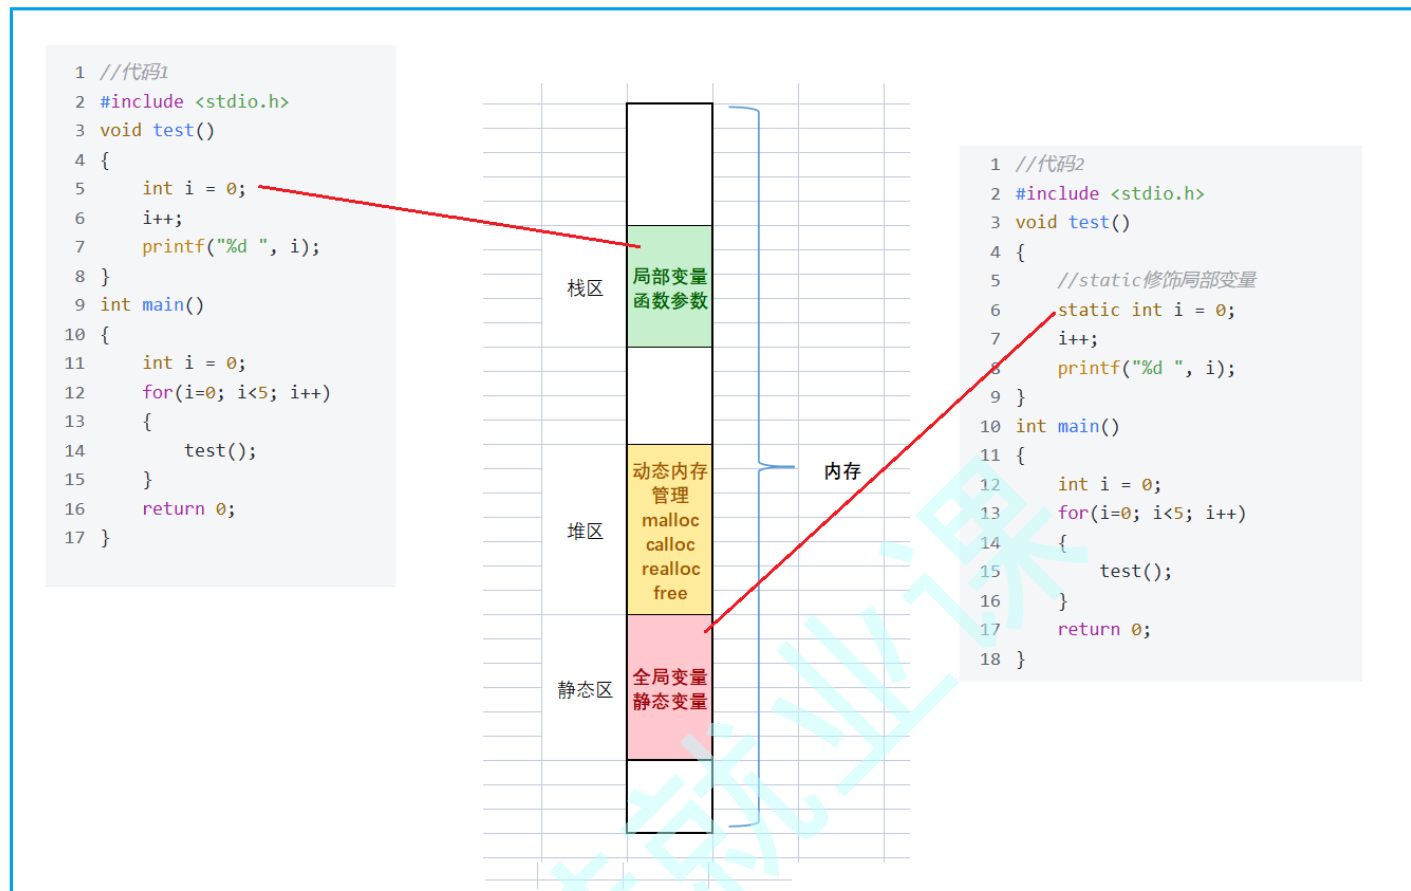 1 //代码1
2 #include <stdio.h>
3 void test()
4 {
5 int i = 0;
6 i++;
7 printf("%d ", i);
8 }
9 int main()
10 {
11 int i = 0;
12 for(i=0; i<5; i++)
13 {
14 test();
15 }
16 return 0;
17 }
栈区
局部变量
函数参数
堆区
动态内存
管理
malloc
calloc
realloc
free
静态区
全局变量
静态变量
内存
1 //代码2
2 #include <stdio.h>
3 void test()
4 {
5 //static修饰局部变量
6 static int i = 0;
7 i++;
8 printf("%d ", i);
9 }
10 int main()
11 {
12 int i = 0;
13 for(i=0; i<5; i++)
14 {
15 test();
16 }
17 return 0;
18 }
就业课